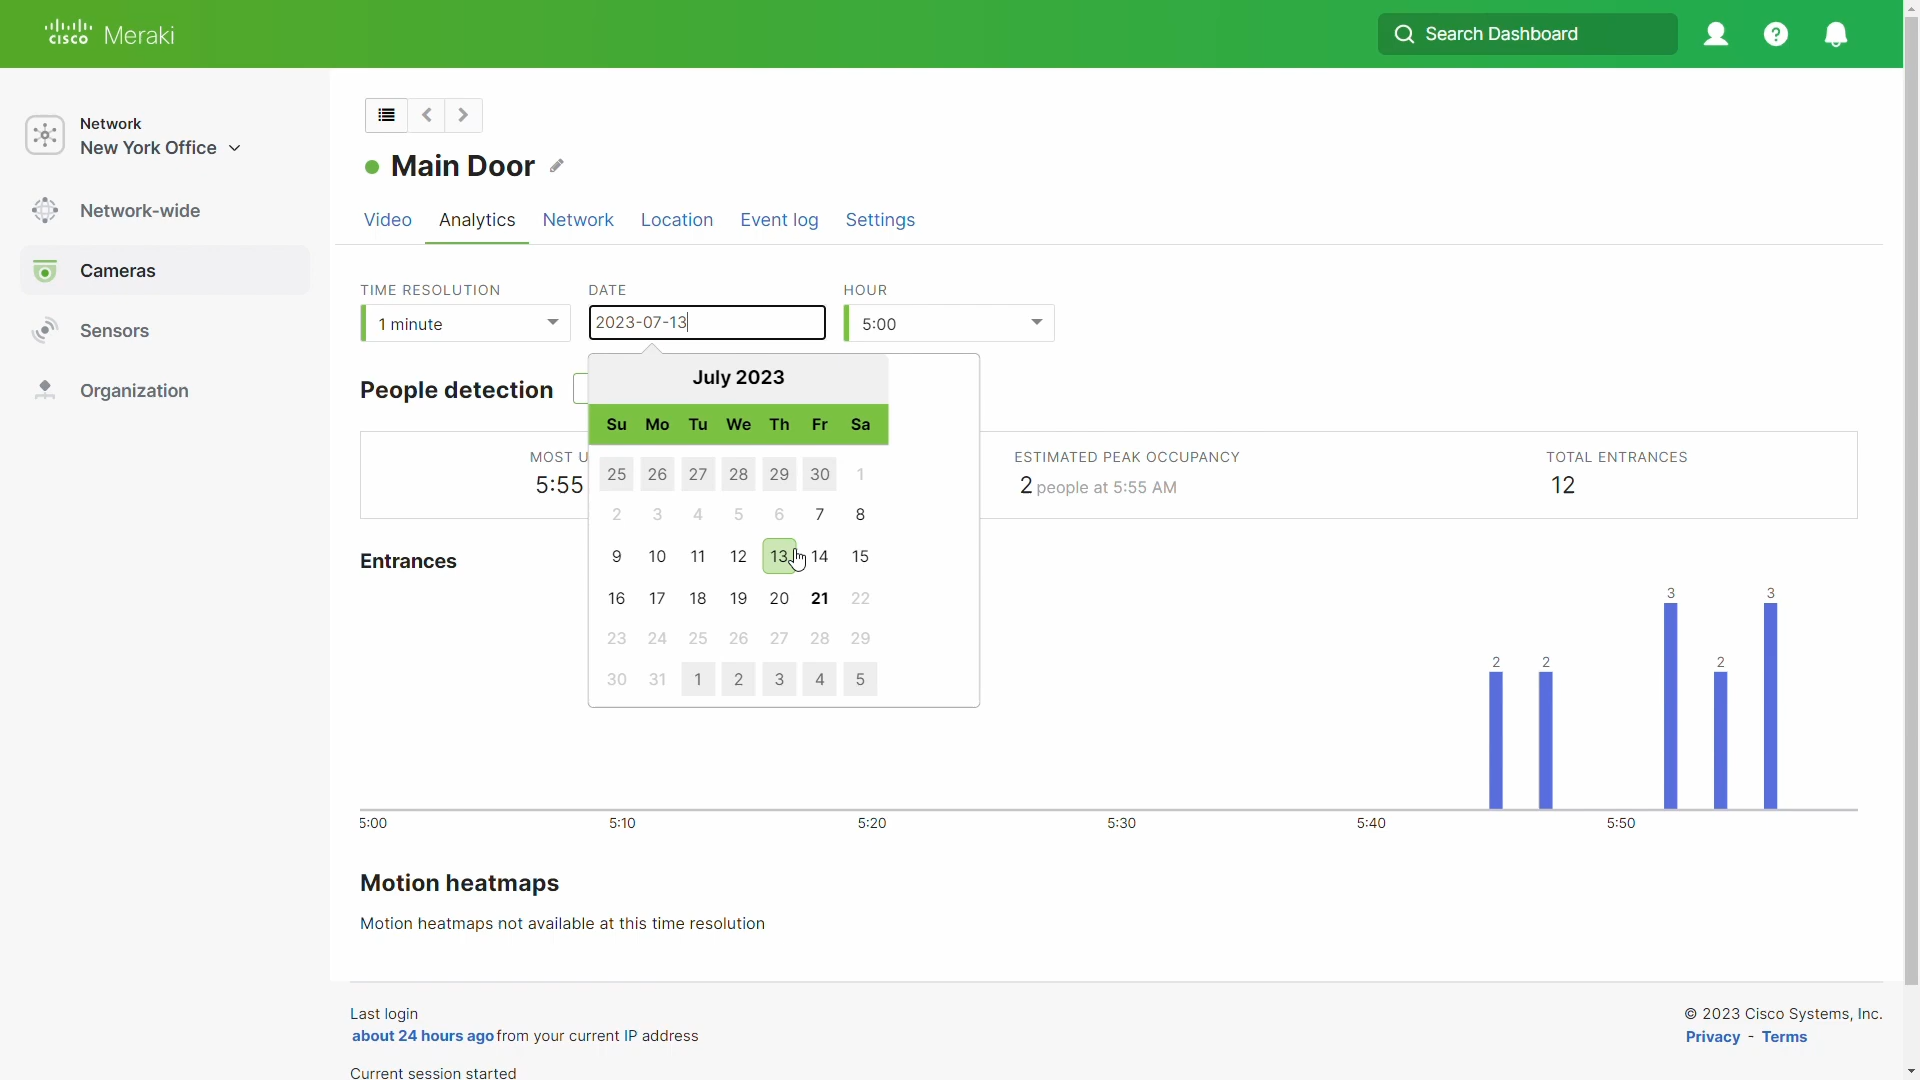 cisco Meraki
Search Dashboard
Network
New York Office
Network-wide
Cameras
Sensors
Organization
Main Door
Video Analytics Network Location Event log Settings
TIME RESOLUTION DATE HOUR
1 minute 2023-07-13 5:00
People detection
July 2023
Su Mo Tu We Th Fr Sa
25 26 27 28 29 30 1
2 3 4 5 6 7 8
9 10 11 12 13 14 15
16 17 18 19 20 21 22
23 24 25 26 27 28 29
30 31 1 2 3 4 5
MOST U
5:55
ESTIMATED PEAK OCCUPANCY
2 people at 5:55 AM
TOTAL ENTRANCES
12
Entrances
2 2 3 2 3
5:00 5:10 5:20 5:30 5:40 5:50
Motion heatmaps
Motion heatmaps not available at this time resolution
Last login
about 24 hours ago from your current IP address
Current session started
© 2023 Cisco Systems, Inc.
Privacy - Terms